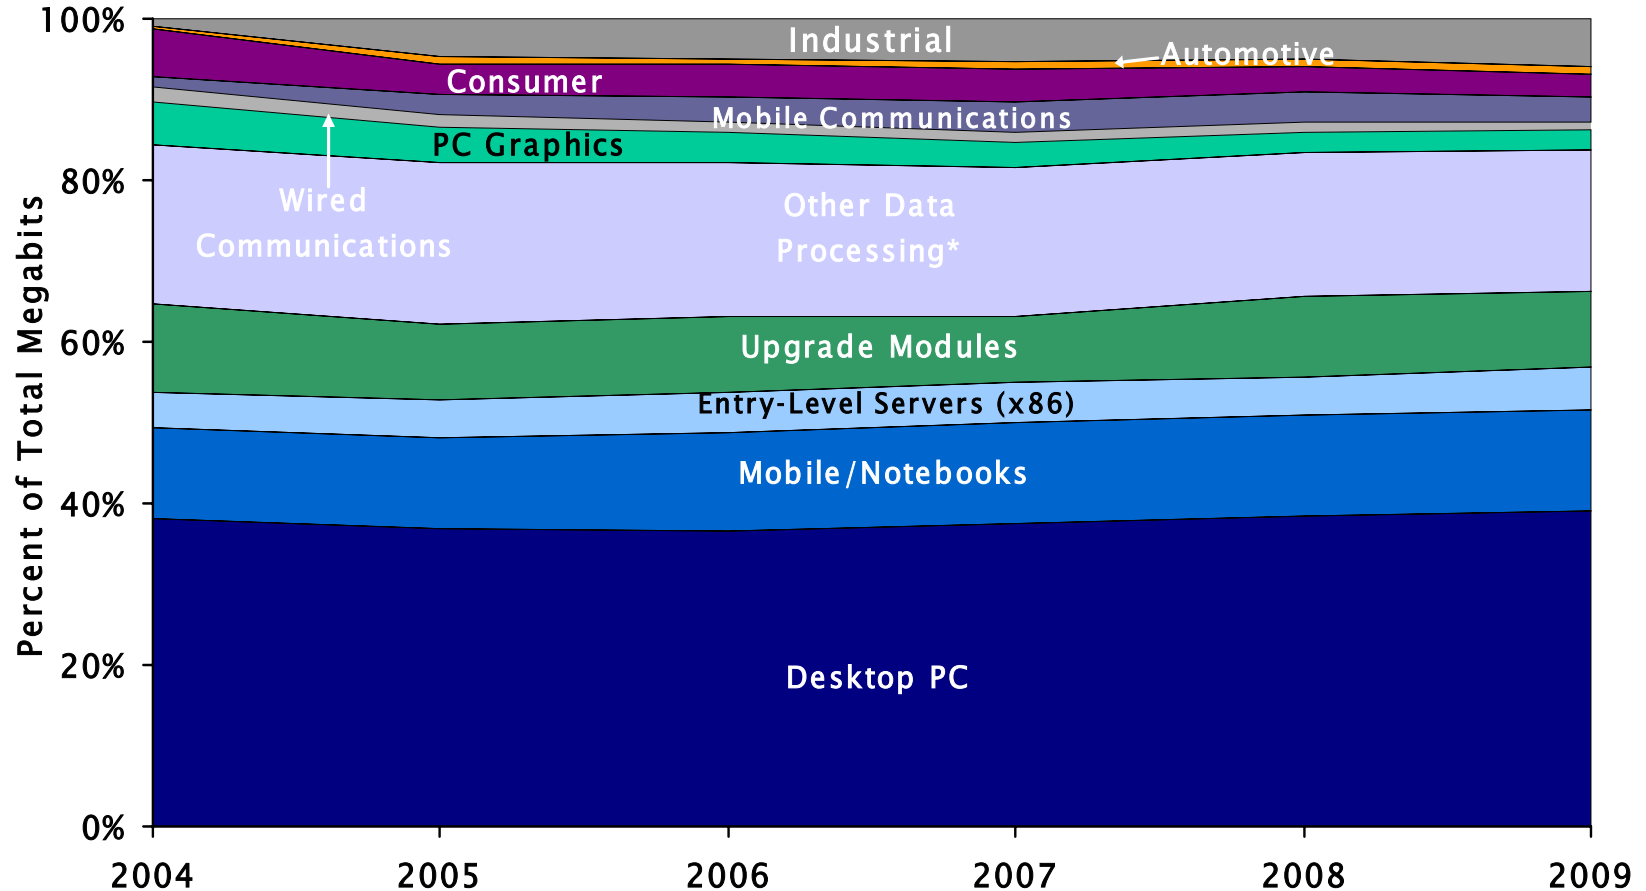 100%
Industrial
Automotive
Consumer
Mobile Communications
PC Graphics
80%
Wired
Communications
Other Data
Processing*
Percent of Total Megabits
60%
Upgrade Modules
Entry-Level Servers (x86)
Mobile/Notebooks
40%
20%
Desktop PC
0%
2004 2005 2006 2007 2008 2009